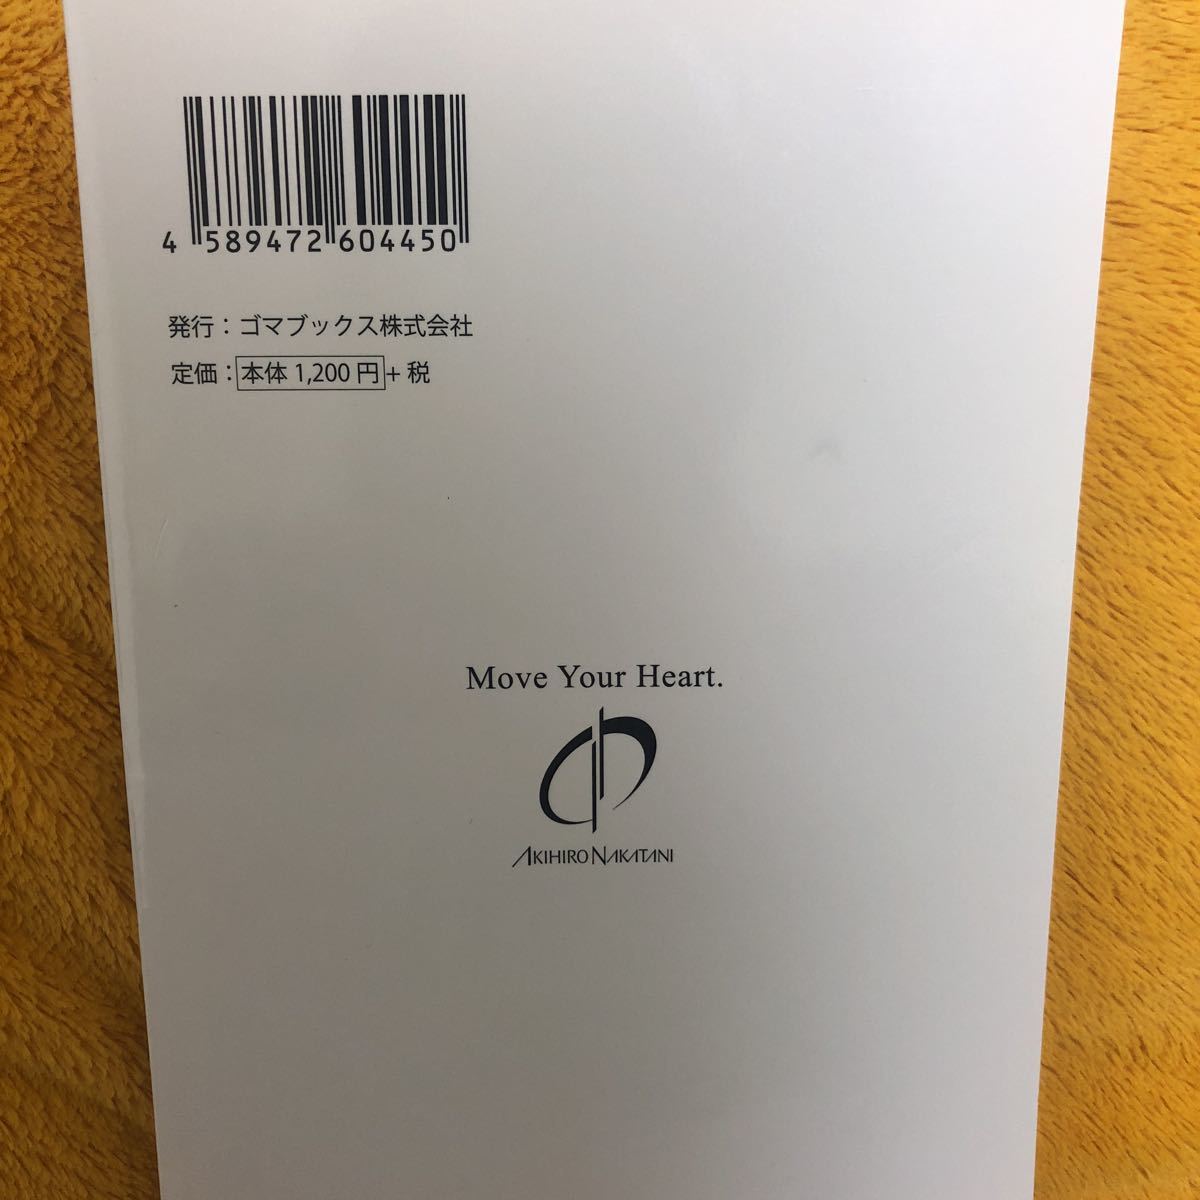 4 589472 604450
発行：ゴマブックス株式会社
定価：本体 1,200 円 + 税
Move Your Heart.
AKIHIRO NAKATANI